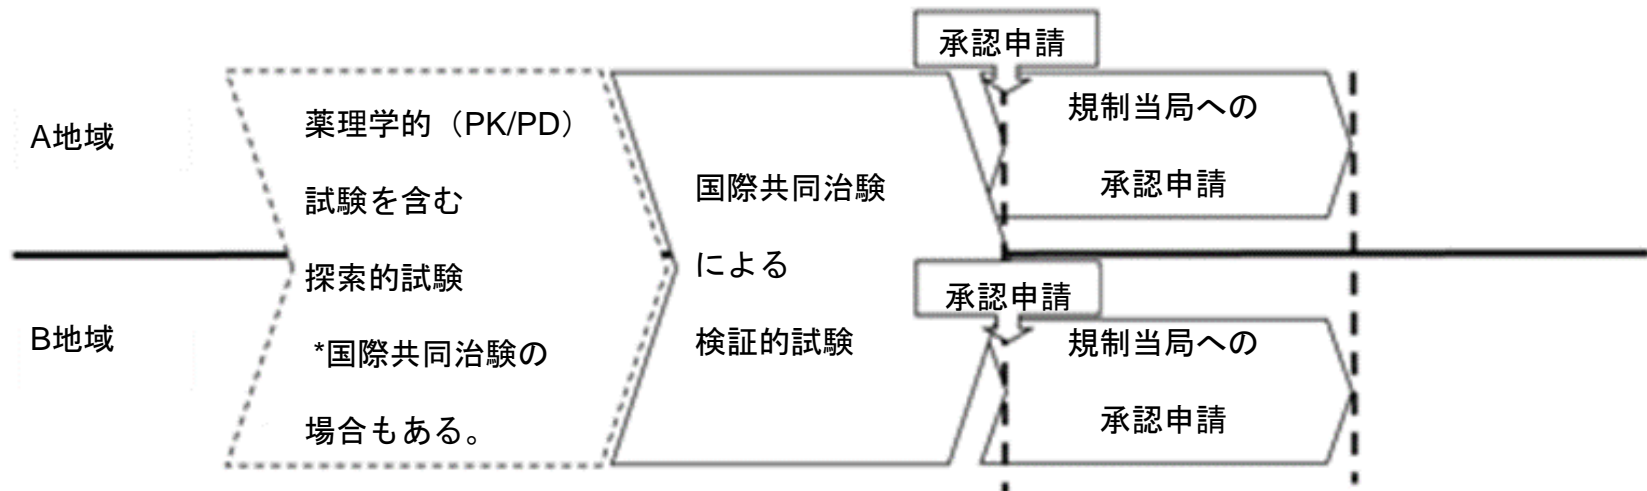 承認申請
A地域
薬理学的（PK/PD）
試験を含む
探索的試験
*国際共同治験の
場合もある。
国際共同治験
による
検証的試験
規制当局への
承認申請
B地域
承認申請
規制当局への
承認申請